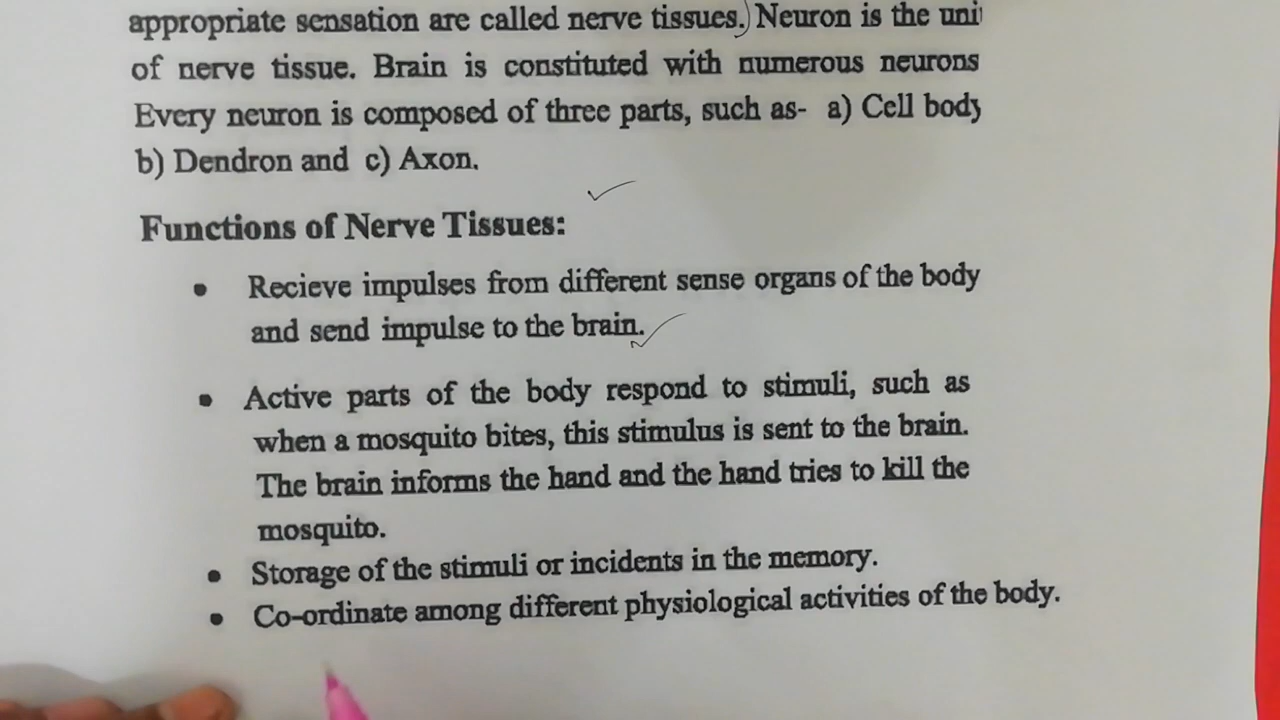 appropriate sensation are called nerve tissues.) Neuron is the uni
of nerve tissue. Brain is constituted with numerous neurons
Every neuron is composed of three parts, such as- a) Cell body
b) Dendron and c) Axon.
Functions of Nerve Tissues:
• Recieve impulses from different sense organs of the body
and send impulse to the brain.
• Active parts of the body respond to stimuli, such as
when a mosquito bites, this stimulus is sent to the brain.
The brain informs the hand and the hand tries to kill the
mosquito.
• Storage of the stimuli or incidents in the memory.
• Co-ordinate among different physiological activities of the body.